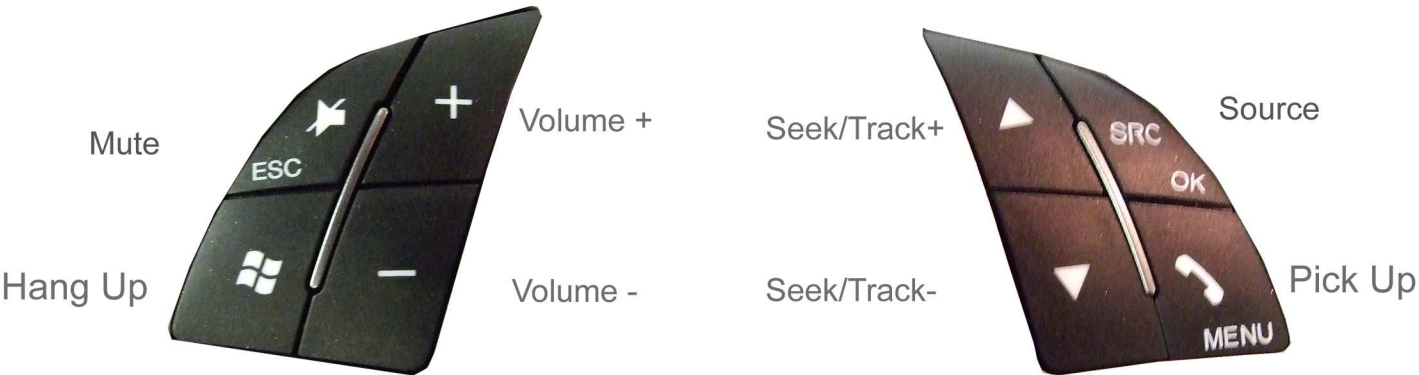 Mute
ESC
Hang Up
+
Volume +
−
Volume -
Seek/Track+
Seek/Track-
SRC
OK
Source
MENU
Pick Up